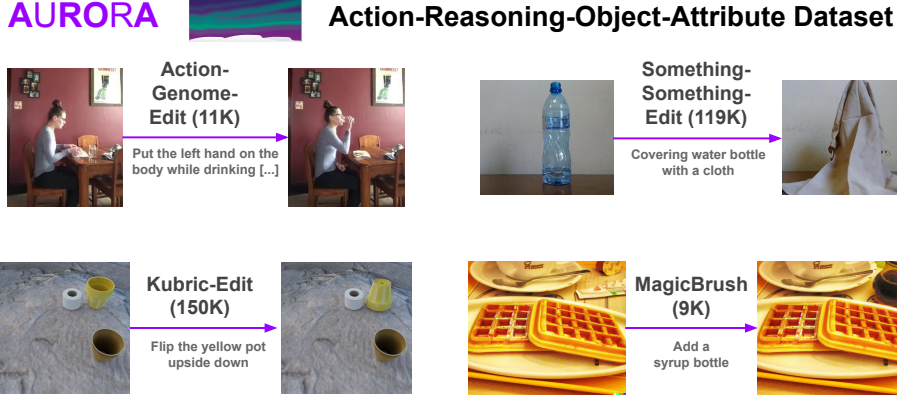 AURORA
Action-Reasoning-Object-Attribute Dataset
Action-
Genome-
Edit (11K)
Put the left hand on the
body while drinking [...]
Something-
Something-
Edit (119K)
Covering water bottle
with a cloth
Kubric-Edit
(150K)
Flip the yellow pot
upside down
MagicBrush
(9K)
Add a
syrup bottle